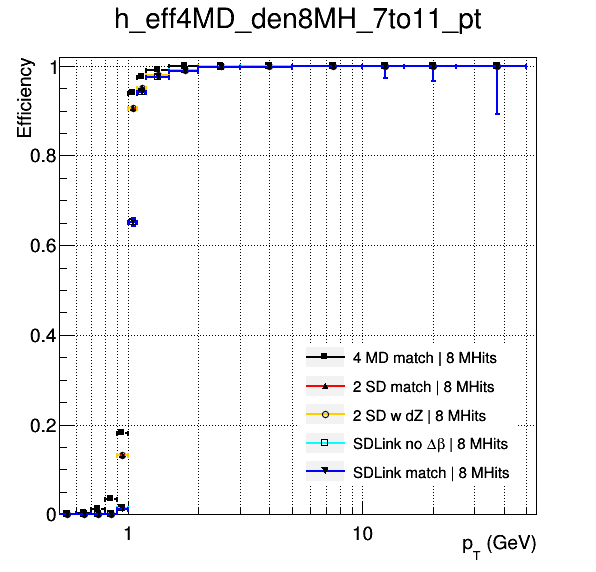 h_eff4MD_den8MH_7to11_pt
Efficiency
1
0.8
0.6
0.4
0.2
0
4 MD match | 8 MHits
2 SD match | 8 MHits
2 SD w dZ | 8 MHits
SDLink no Δβ | 8 MHits
SDLink match | 8 MHits
1 10
p_T (GeV)